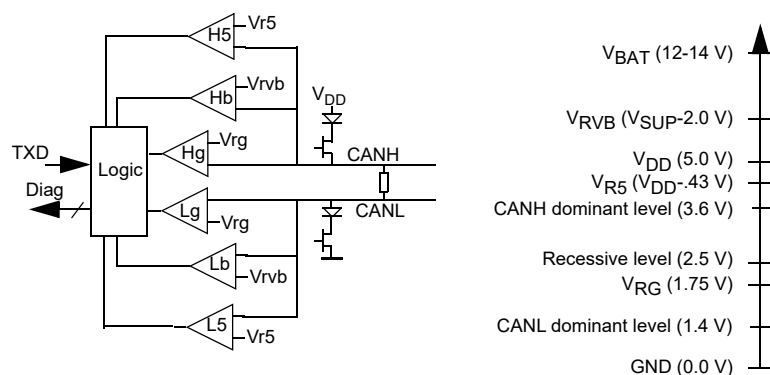 Vr5
H5
Vrvb
Hb
VDD
Vrg
Hg
TXD
Logic
CANH
Diag
Lg
CANL
Vrg
Lb
Vrvb
L5
Vr5
VBAT (12-14 V)
VRVB (VSUP-2.0 V)
VDD (5.0 V)
VR5 (VDD-.43 V)
CANH dominant level (3.6 V)
Recessive level (2.5 V)
VRG (1.75 V)
CANL dominant level (1.4 V)
GND (0.0 V)